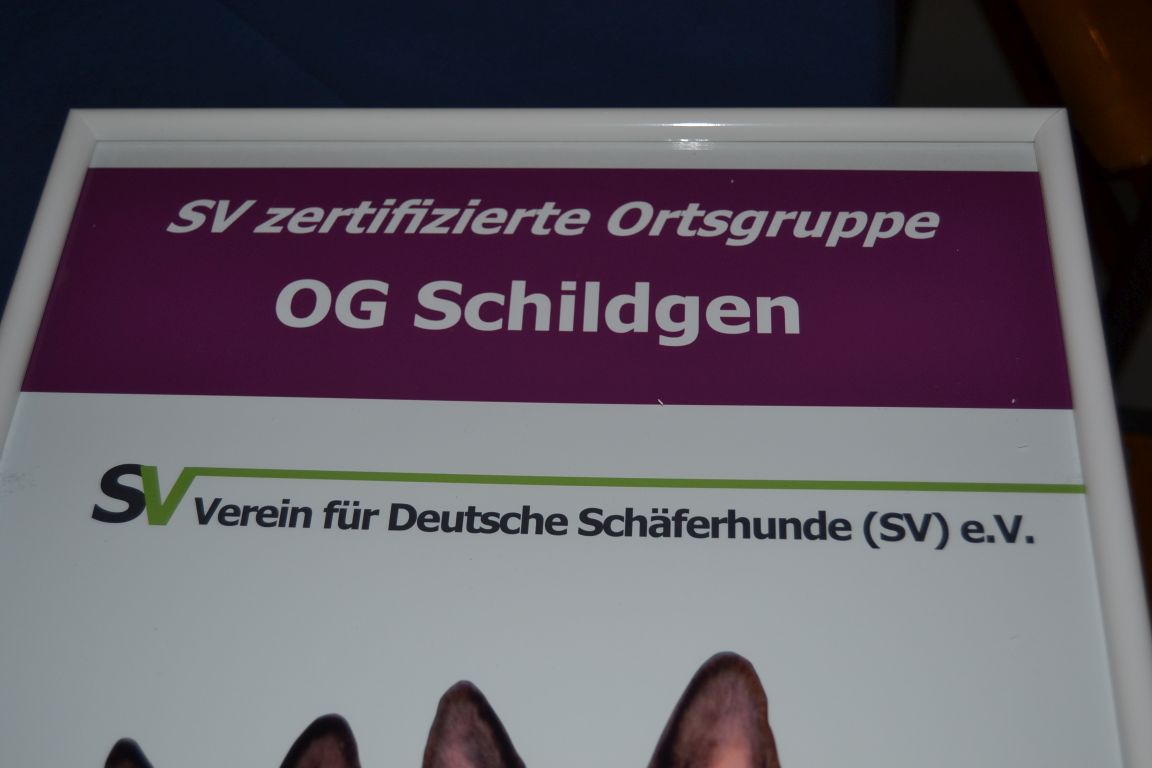 SV zertifizierte Ortsgruppe
OG Schildgen
SV Verein für Deutsche Schäferhunde (SV) e.V.